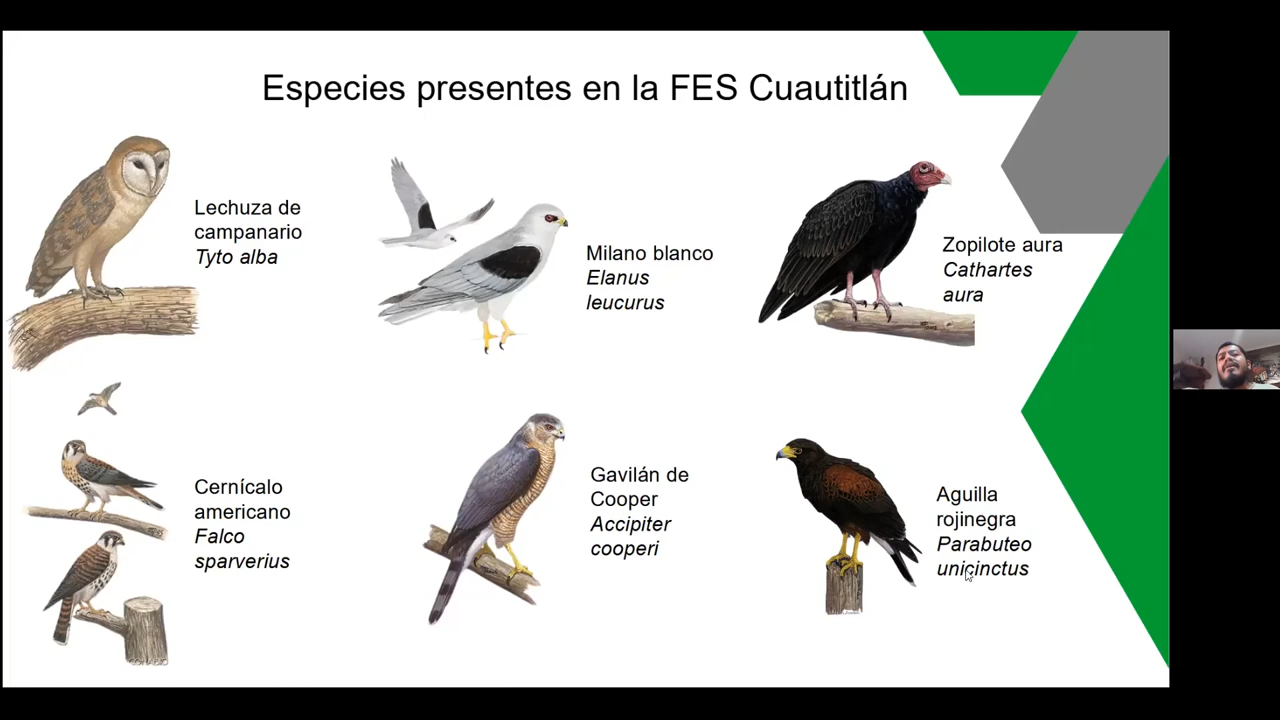 Especies presentes en la FES Cuautitlán
Lechuza de
campanario
Tyto alba
Milano blanco
Elanus
leucurus
Zopilote aura
Cathartes
aura
Cernícalo
americano
Falco
sparverius
Gavilán de
Cooper
Accipiter
cooperi
Aguilla
rojinegra
Parabuteo
unicinctus